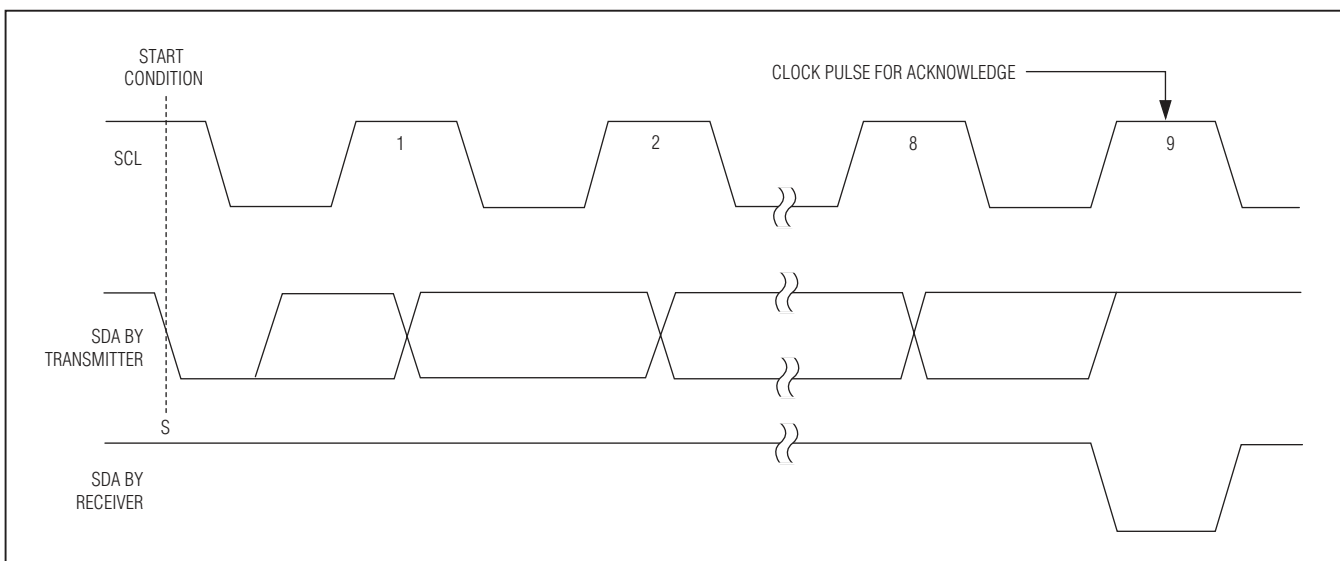 START
CONDITION
CLOCK PULSE FOR ACKNOWLEDGE
SCL
1
2
8
9
SDA BY
TRANSMITTER
S
SDA BY
RECEIVER